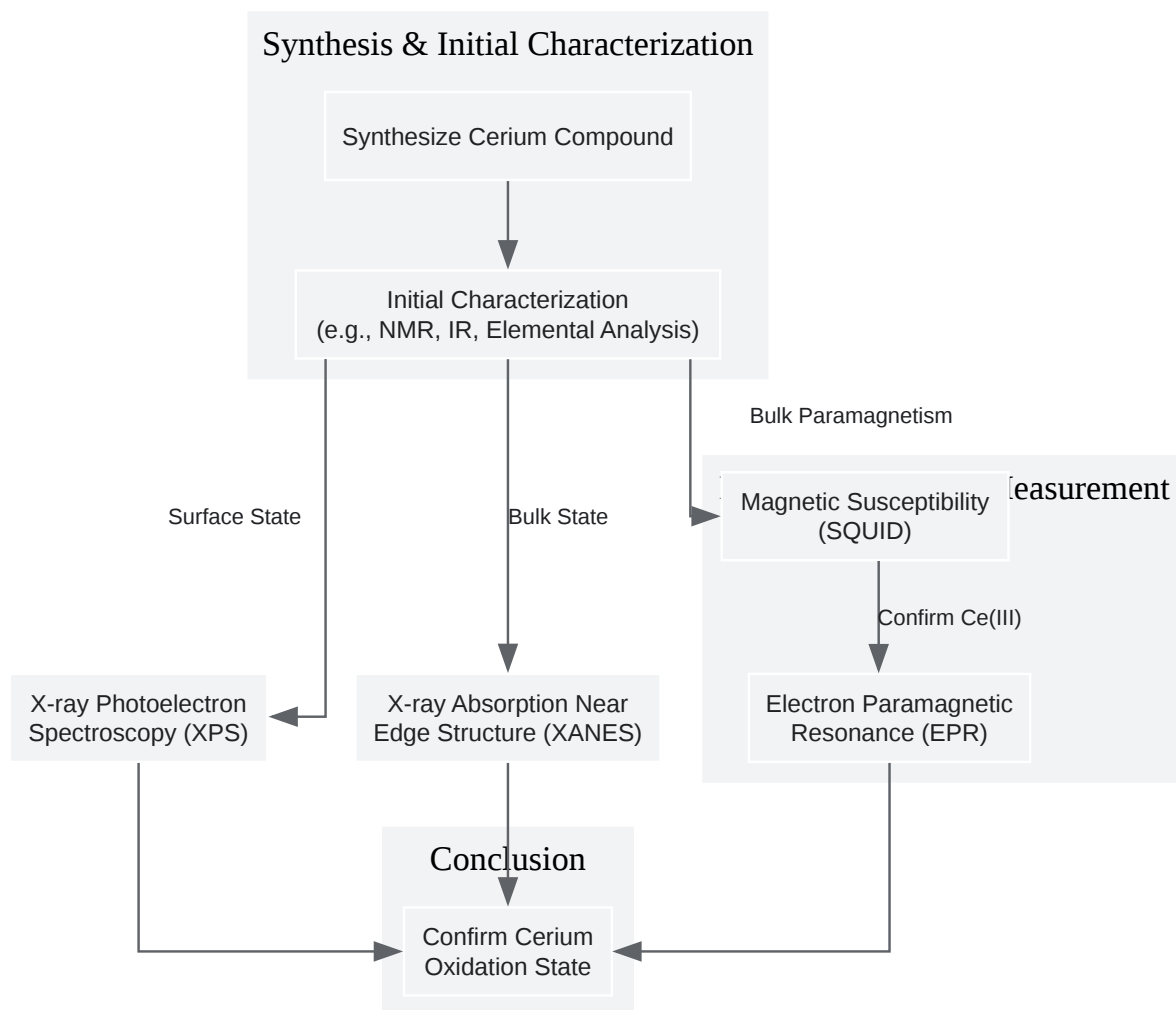 Synthesis & Initial Characterization
Synthesize Cerium Compound
Initial Characterization
(e.g., NMR, IR, Elemental Analysis)
Bulk Paramagnetism
Surface State
Bulk State
Magnetic Susceptibility
(SQUID)
Confirm Ce(III)
X-ray Photoelectron
Spectroscopy (XPS)
X-ray Absorption Near
Edge Structure (XANES)
Electron Paramagnetic
Resonance (EPR)
Conclusion
Confirm Cerium
Oxidation State